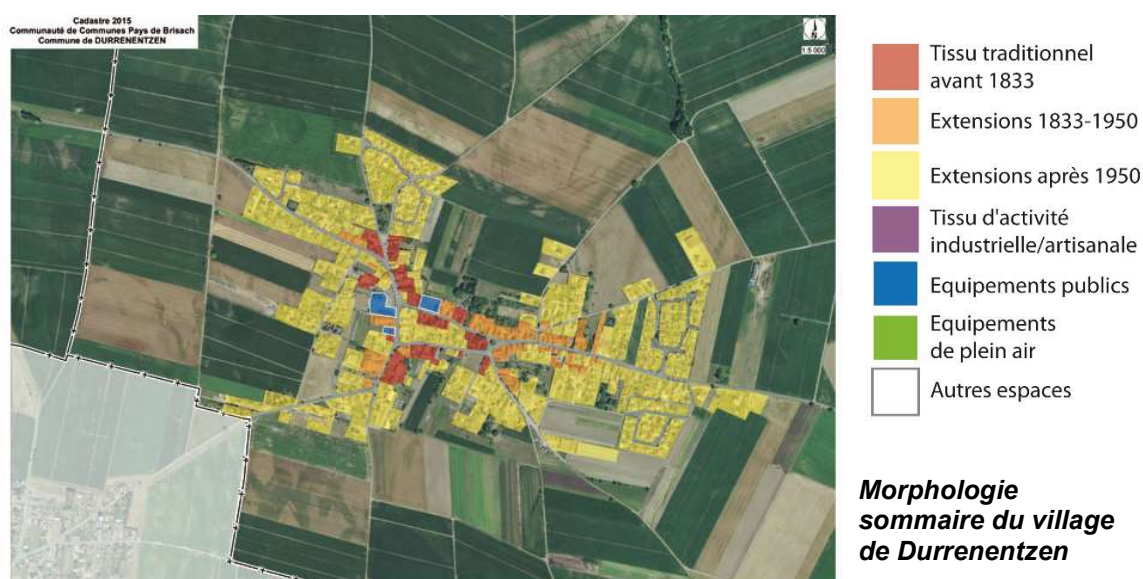 Cadastre 2015
Communauté de Communes Pays de Brisach
Commune de DURRENENTZEN
N
1:5 000
Tissu traditionnel
avant 1833
Extensions 1833-1950
Extensions après 1950
Tissu d'activité
industrielle/artisanale
Equipements publics
Equipements
de plein air
Autres espaces
Morphologie
sommaire du village
de Durrenentzen